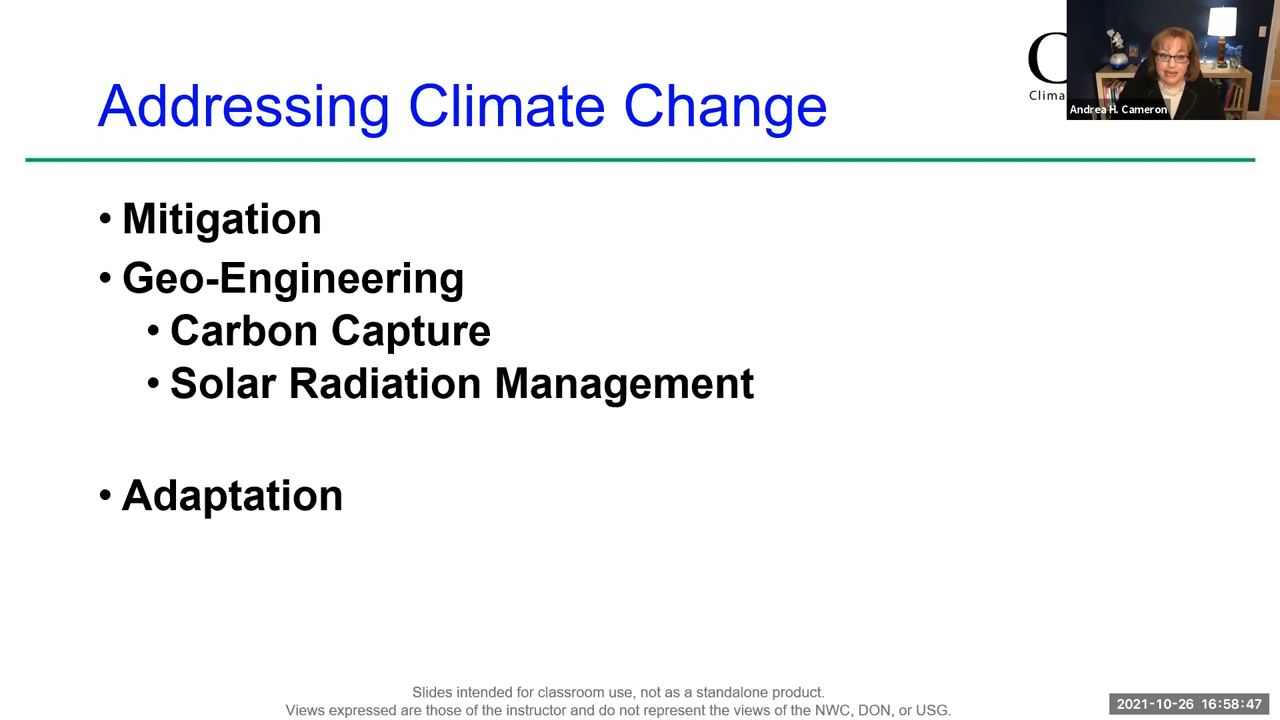 Addressing Climate Change
C
Clima
Andrea H. Cameron
• Mitigation
• Geo-Engineering
• Carbon Capture
• Solar Radiation Management
• Adaptation
Slides intended for classroom use, not as a standalone product.
Views expressed are those of the instructor and do not represent the views of the NWC, DON, or USG.
2021-10-26 16:58:47